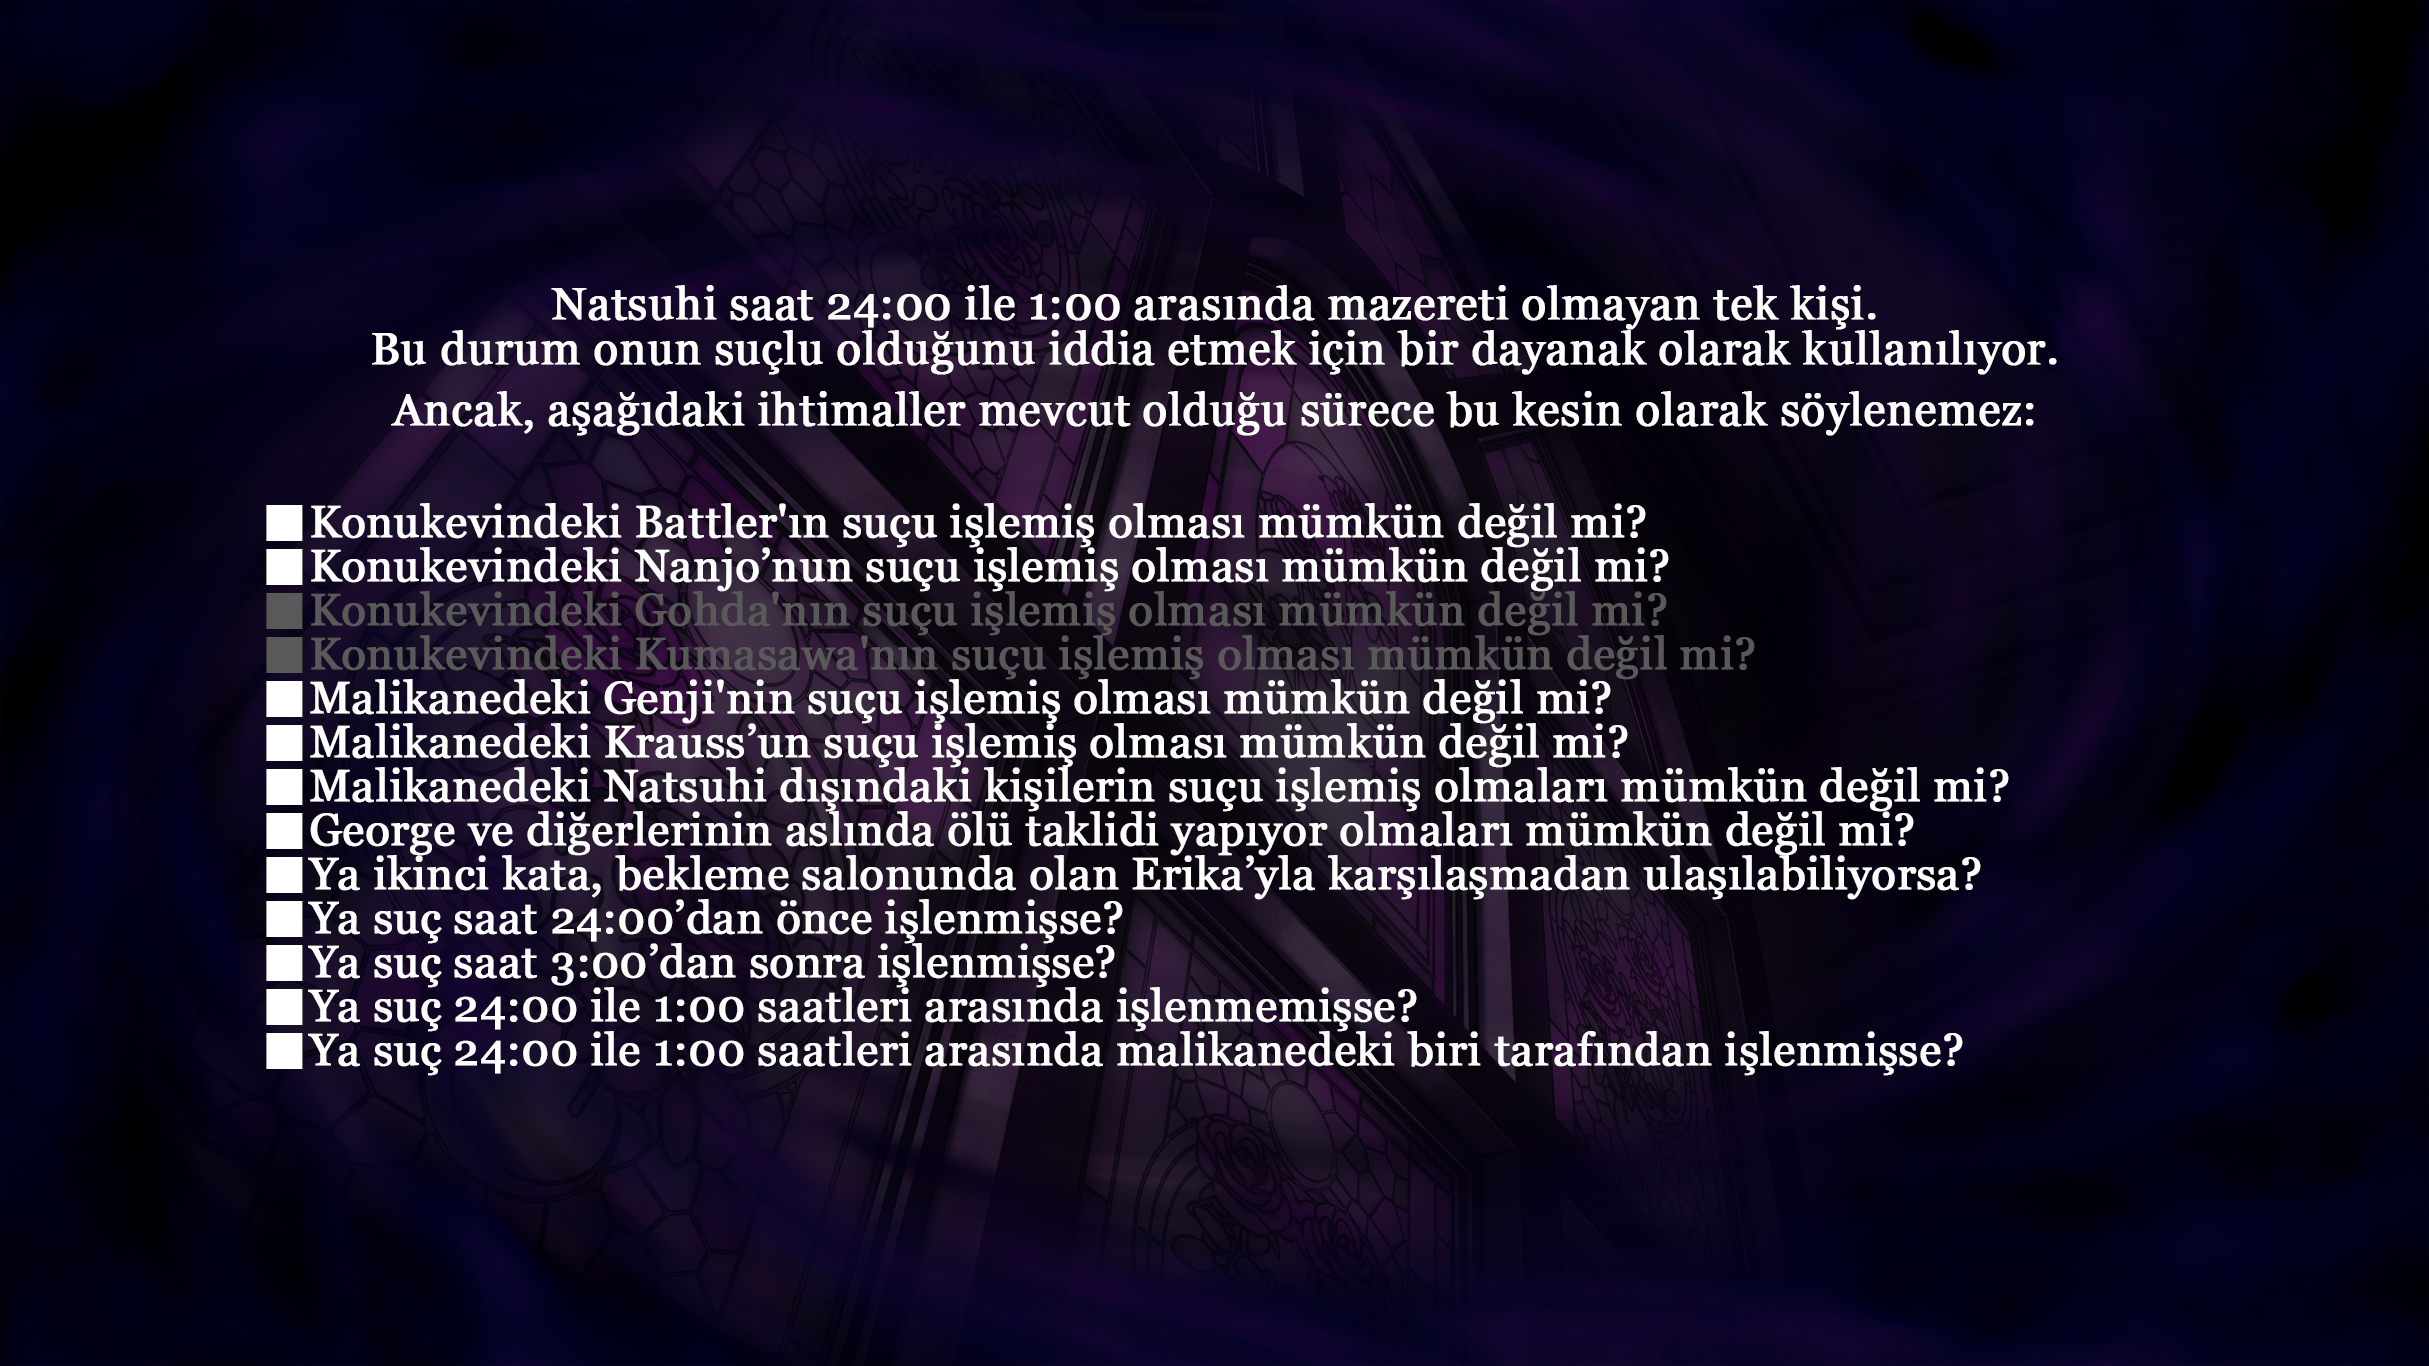 Natsuhi saat 24:00 ile 1:00 arasında mazereti olmayan tek kişi.
Bu durum onun suçlu olduğunu iddia etmek için bir dayanak olarak kullanılıyor.
Ancak, aşağıdaki ihtimaller mevcut olduğu sürece bu kesin olarak söylenemez:
■Konukevindeki Battler'ın suçu işlemiş olması mümkün değil mi?
■Konukevindeki Nanjo’nun suçu işlemiş olması mümkün değil mi?
■Konukevindeki Gohda'nın suçu işlemiş olması mümkün değil mi?
■Konukevindeki Kumasawa'nın suçu işlemiş olması mümkün değil mi?
■Malikanedeki Genji'nin suçu işlemiş olması mümkün değil mi?
■Malikanedeki Krauss’un suçu işlemiş olması mümkün değil mi?
■Malikanedeki Natsuhi dışındaki kişilerin suçu işlemiş olmaları mümkün değil mi?
■George ve diğerlerinin aslında ölü taklidi yapıyor olmaları mümkün değil mi?
■Ya ikinci kata, bekleme salonunda olan Erika’yla karşılaşmadan ulaşılabiliyorsa?
■Ya suç saat 24:00’dan önce işlenmişse?
■Ya suç saat 3:00’dan sonra işlenmişse?
■Ya suç 24:00 ile 1:00 saatleri arasında işlenmemişse?
■Ya suç 24:00 ile 1:00 saatleri arasında malikanedeki biri tarafından işlenmişse?